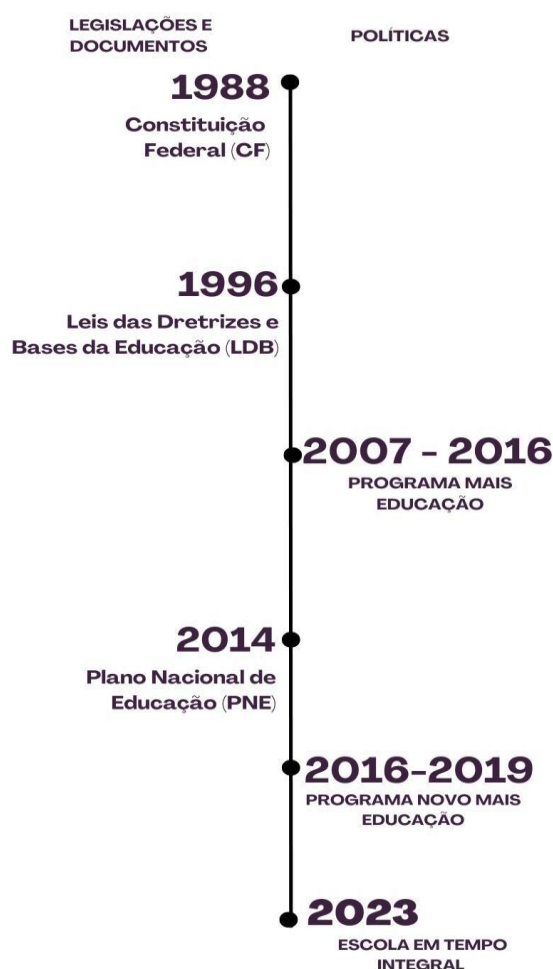 LEGISLAÇÕES E
DOCUMENTOS
POLÍTICAS
1988
Constituição
Federal (CF)
1996
Leis das Dretrizes e
Bases da Educação (LDB)
2007 - 2016
PROGRAMA MAIS
EDUCAÇÃO
2014
Plano Nacional de
Educação (PNE)
2016-2019
PROGRAMA NOVO MAIS
EDUCAÇÃO
2023
ESCOLA EM TEMPO
INTEGRAL